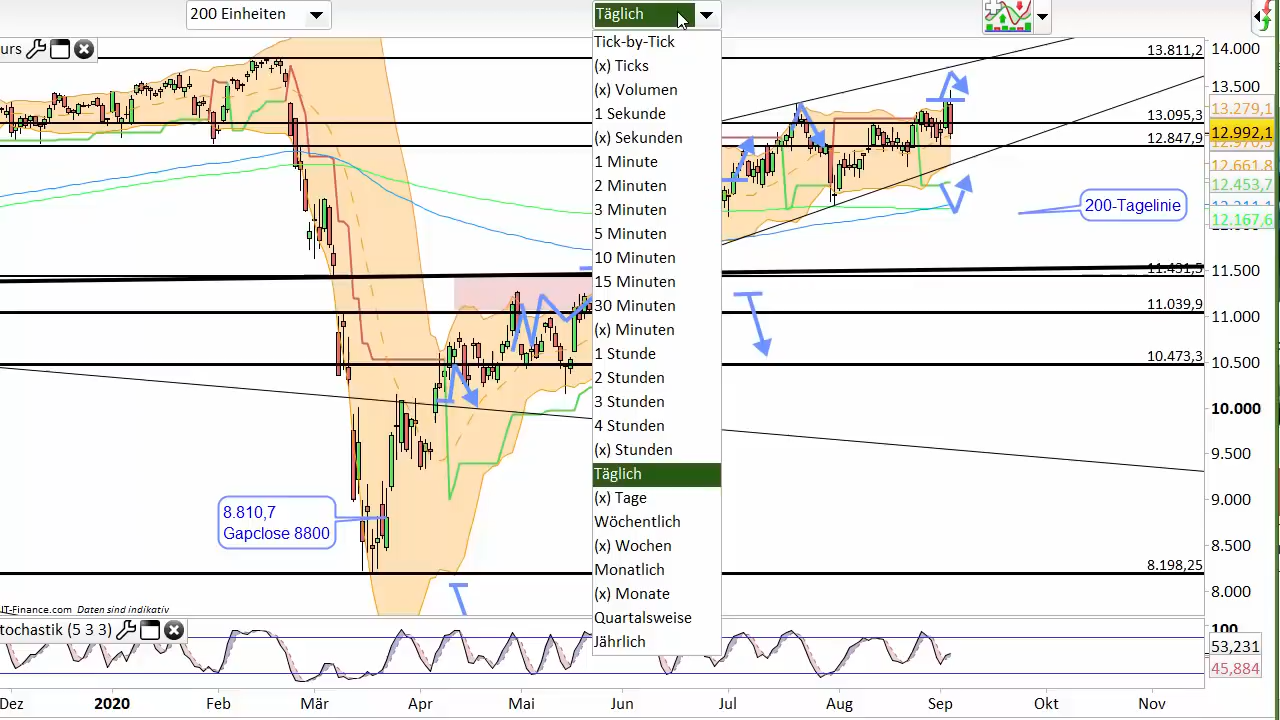 200 Einheiten
Täglich
urs
Tick-by-Tick
(x) Ticks
(x) Volumen
1 Sekunde
(x) Sekunden
1 Minute
2 Minuten
3 Minuten
5 Minuten
10 Minuten
15 Minuten
30 Minuten
(x) Minuten
1 Stunde
2 Stunden
3 Stunden
4 Stunden
(x) Stunden
Täglich
(x) Tage
Wöchentlich
(x) Wochen
Monatlich
(x) Monate
Quartalsweise
Jährlich
13.811,2
13.095,3
12.847,9
200-Tagelinie
11.431,5
11.039,9
10.473,3
8.198,25
8.810,7
Gapclose 8800
14.000
13.500
13.279,1
12.992,1
12.661,8
12.453,7
12.167,6
11.500
11.000
10.500
10.000
9.500
9.000
8.500
8.000
IT-Finance.com Daten sind indikativ
tochastik (5 3 3)
100
53,231
45,884
Dez 2020 Feb Mär Apr Mai Jun Jul Aug Sep Okt Nov